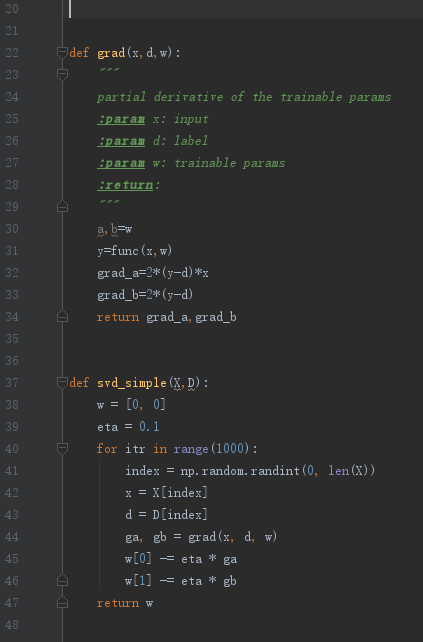 20
21
22 def grad(x,d,w):
23 """
24 partial derivative of the trainable params
25 :param x: input
26 :param d: label
27 :param w: trainable params
28 :return:
29 """
30 a,b=w
31 y=func(x,w)
32 grad_a=2*(y-d)*x
33 grad_b=2*(y-d)
34 return grad_a,grad_b
35
36
37 def svd_simple(X,D):
38 w = [0, 0]
39 eta = 0.1
40 for itr in range(1000):
41 index = np.random.randint(0, len(X))
42 x = X[index]
43 d = D[index]
44 ga, gb = grad(x, d, w)
45 w[0] -= eta * ga
46 w[1] -= eta * gb
47 return w
48